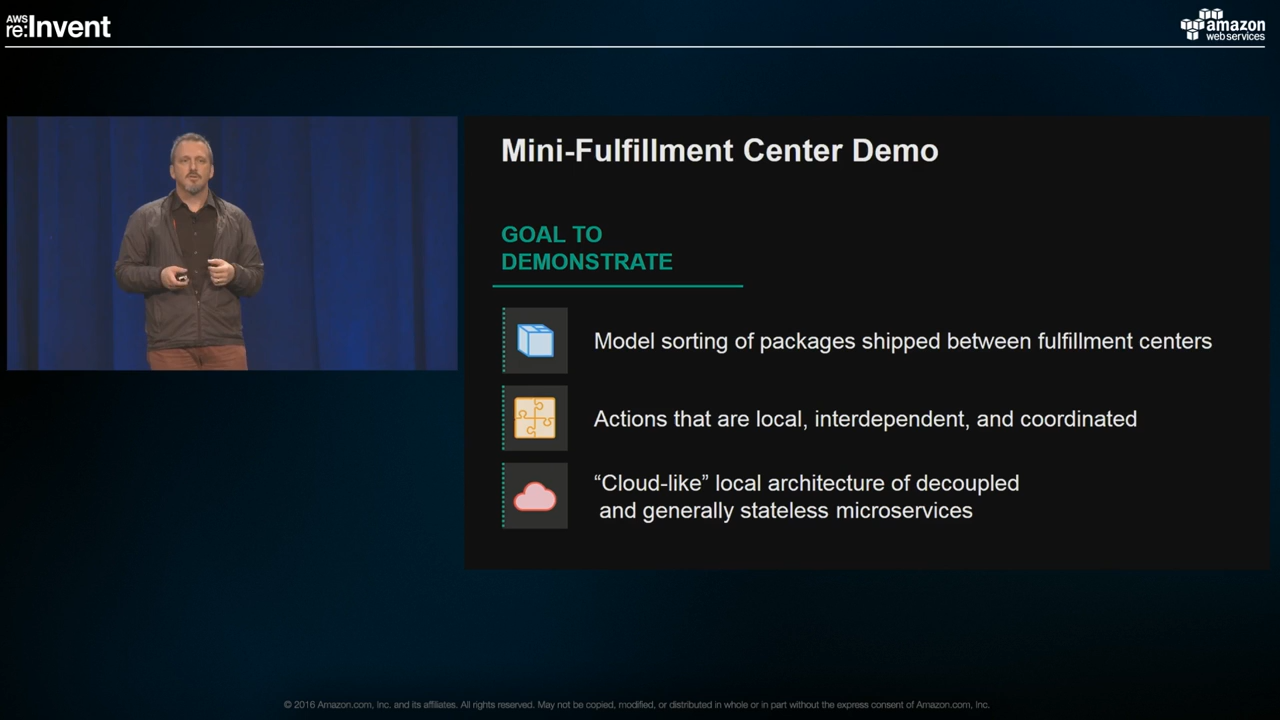 AWS
re:Invent
amazon
web services
Mini-Fulfillment Center Demo
GOAL TO
DEMONSTRATE
Model sorting of packages shipped between fulfillment centers
Actions that are local, interdependent, and coordinated
“Cloud-like” local architecture of decoupled
and generally stateless microservices
© 2016 Amazon.com, Inc. and its affiliates. All rights reserved. May not be copied, modified, or distributed in whole or in part without the express consent of Amazon.com, Inc.